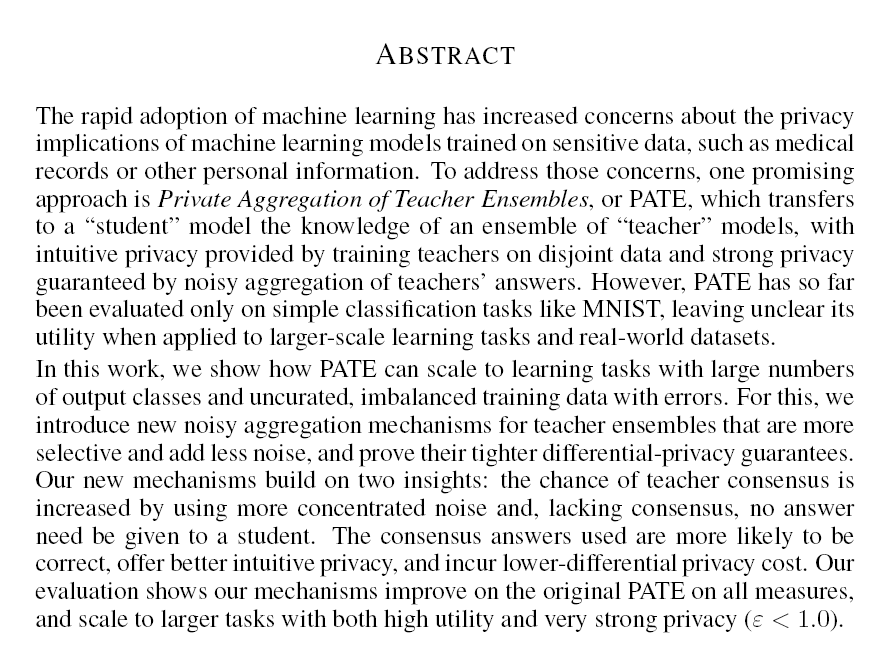 ABSTRACT
The rapid adoption of machine learning has increased concerns about the privacy
implications of machine learning models trained on sensitive data, such as medical
records or other personal information. To address those concerns, one promising
approach is Private Aggregation of Teacher Ensembles, or PATE, which transfers
to a “student” model the knowledge of an ensemble of “teacher” models, with
intuitive privacy provided by training teachers on disjoint data and strong privacy
guaranteed by noisy aggregation of teachers’ answers. However, PATE has so far
been evaluated only on simple classification tasks like MNIST, leaving unclear its
utility when applied to larger-scale learning tasks and real-world datasets.
In this work, we show how PATE can scale to learning tasks with large numbers
of output classes and uncurated, imbalanced training data with errors. For this, we
introduce new noisy aggregation mechanisms for teacher ensembles that are more
selective and add less noise, and prove their tighter differential-privacy guarantees.
Our new mechanisms build on two insights: the chance of teacher consensus is
increased by using more concentrated noise and, lacking consensus, no answer
need be given to a student. The consensus answers used are more likely to be
correct, offer better intuitive privacy, and incur lower-differential privacy cost. Our
evaluation shows our mechanisms improve on the original PATE on all measures,
and scale to larger tasks with both high utility and very strong privacy (ε < 1.0).